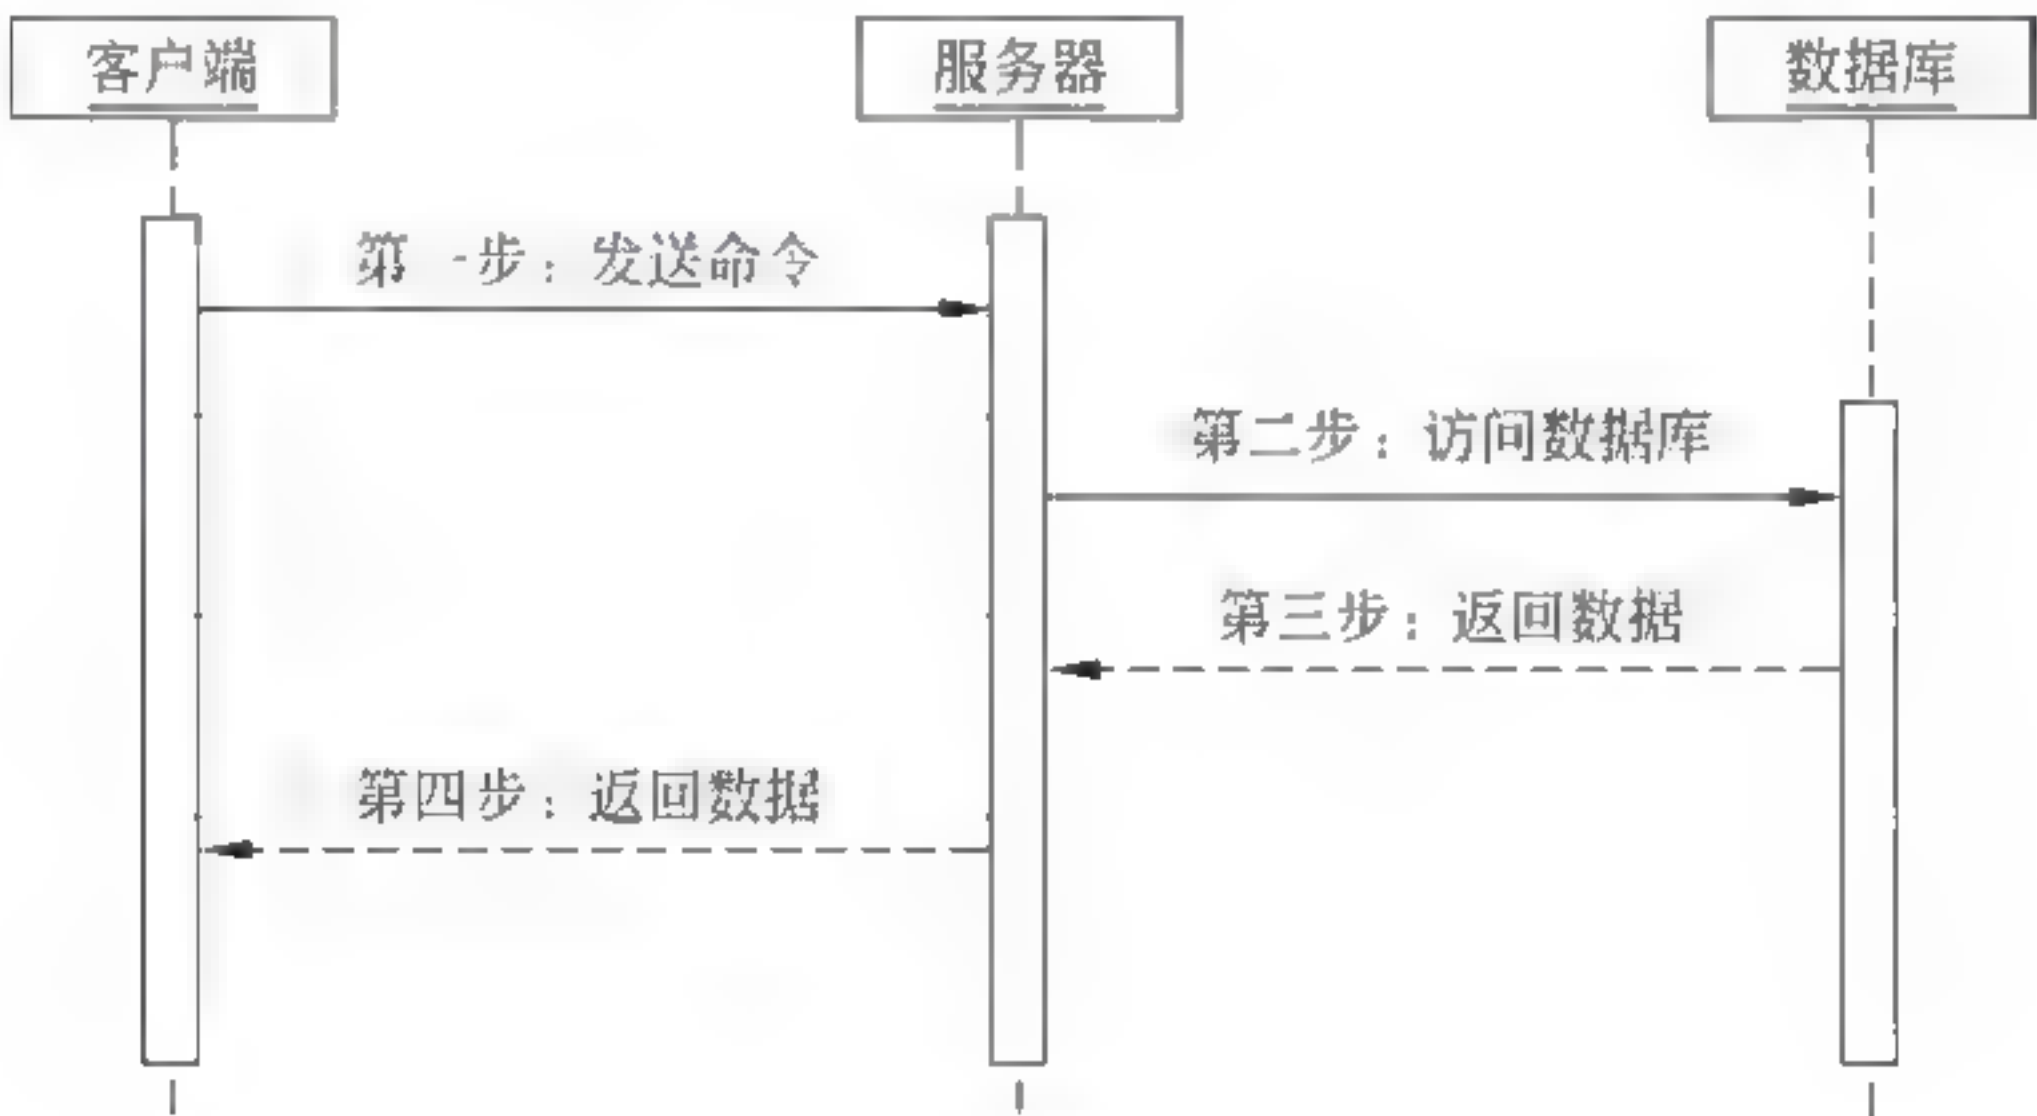 客户端
服务器
数据库
第一步：发送命令
第二步：访问数据库
第三步：返回数据
第四步：返回数据